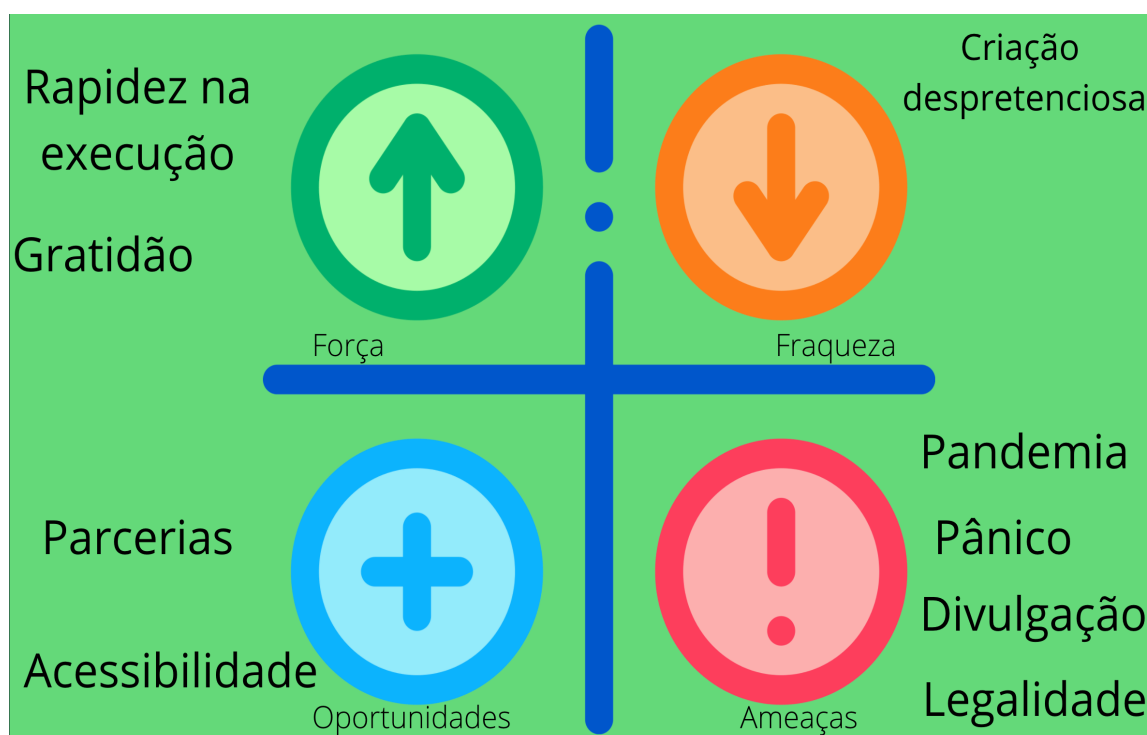 Rapidez na
execução
Gratidão
Força
Criação
despretenciosa
Fraqueza
Parcerias
Acessibilidade
Oportunidades
Pandemia
Pânico
Divulgação
Legalidade
Ameaças